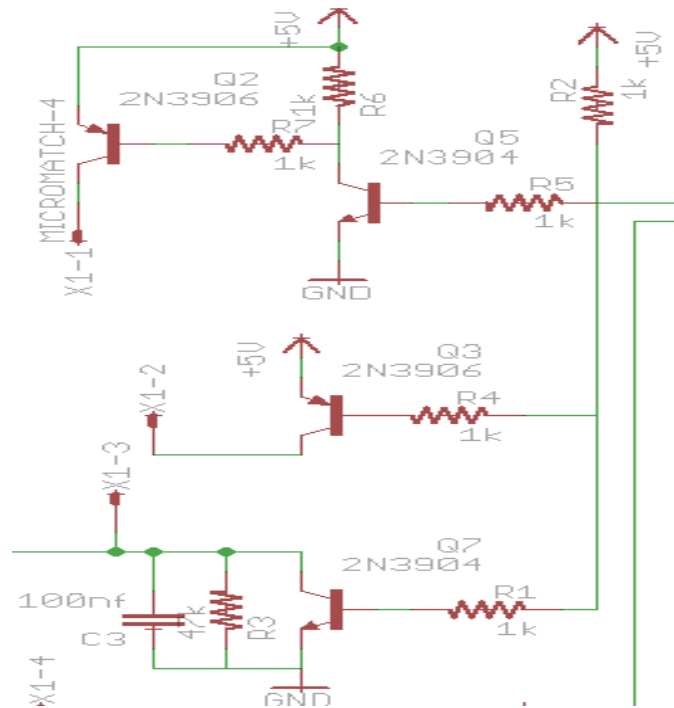 +5V
+5V
Q2
2N3906
1k
R6
R2
1k
MICROMATCH-4
1k
Q5
2N3904
R5
1k
X1-1
GND
+5V
Q3
2N3906
X1-2
R4
1k
X1-3
Q7
2N3904
100nf
47k
R3
R1
1k
C3
X1-4
GND